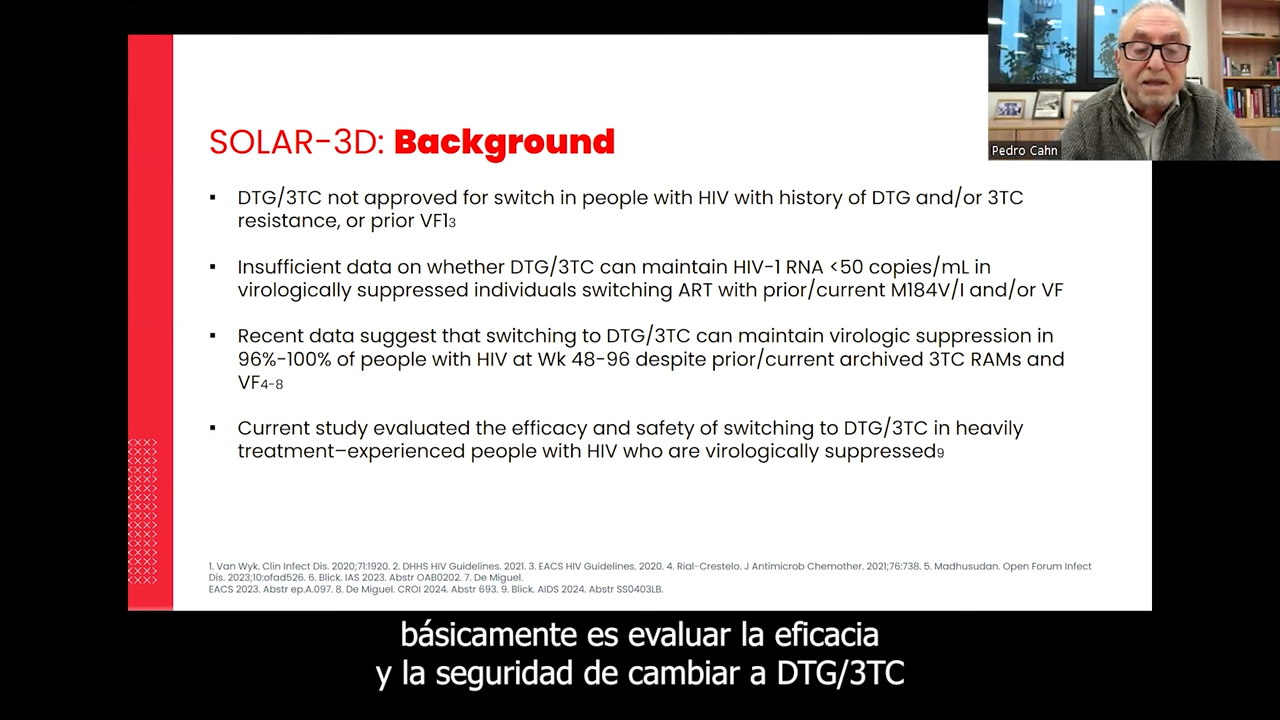 SOLAR-3D: Background
▪ DTG/3TC not approved for switch in people with HIV with history of DTG and/or 3TC
resistance, or prior VF13
▪ Insufficient data on whether DTG/3TC can maintain HIV-1 RNA <50 copies/mL in
virologically suppressed individuals switching ART with prior/current M184V/I and/or VF
▪ Recent data suggest that switching to DTG/3TC can maintain virologic suppression in
96%-100% of people with HIV at Wk 48-96 despite prior/current archived 3TC RAMs and
VF4-8
▪ Current study evaluated the efficacy and safety of switching to DTG/3TC in heavily
treatment–experienced people with HIV who are virologically suppressed9
1. Van Wyk. Clin Infect Dis. 2020;71:1920. 2. DHHS HIV Guidelines. 2021. 3. EACS HIV Guidelines. 2020. 4. Rial-Crestelo. J Antimicrob Chemother. 2021;76:738. 5. Madhusudan. Open Forum Infect
Dis. 2023;10:ofad526. 6. Blick. IAS 2023. Abstr OAB0202. 7. De Miguel.
EACS 2023. Abstr ep.A.097. 8. De Miguel. CROI 2024. Abstr 693. 9. Blick. AIDS 2024. Abstr SS0403LB.
Pedro Cahn
básicamente es evaluar la eficacia
y la seguridad de cambiar a DTG/3TC